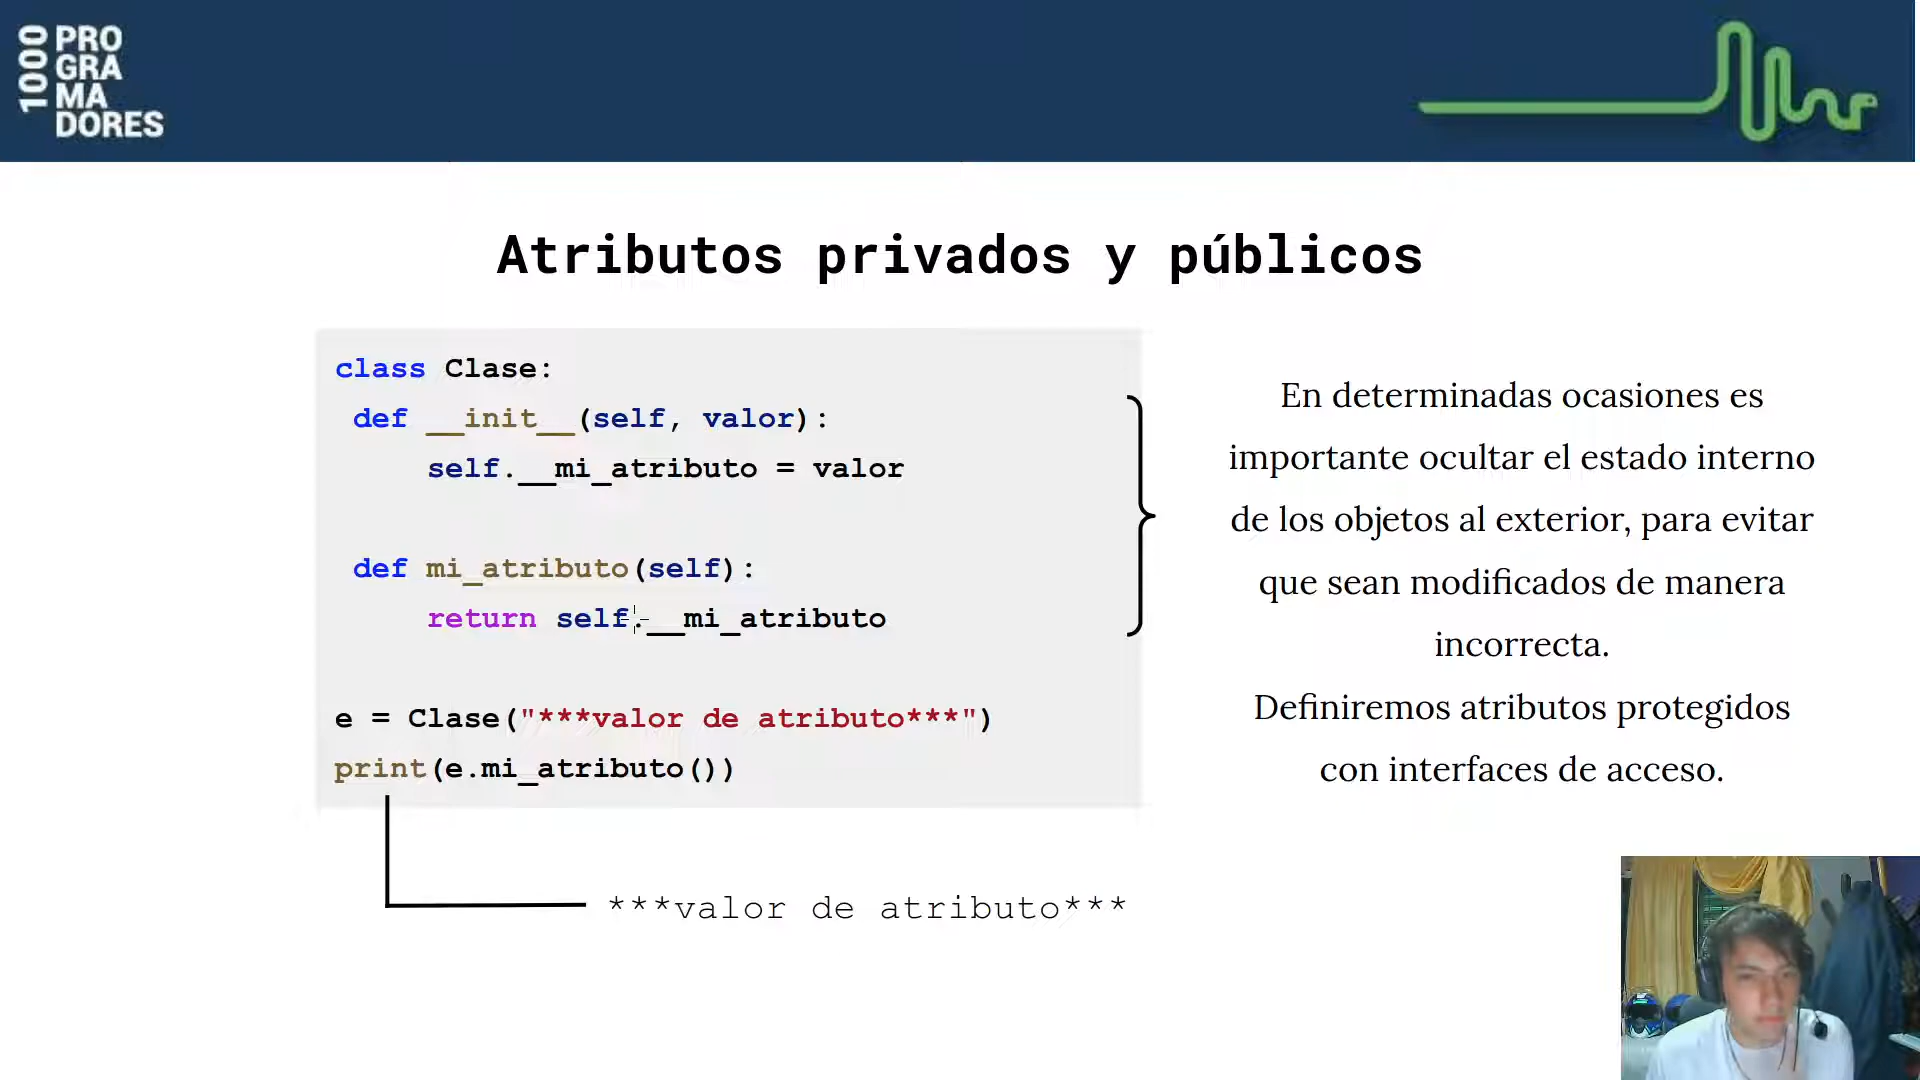 1000
PRO
GRA
MA
DORES
Atributos privados y públicos
class Clase:
def __init__(self, valor):
self.__mi_atributo = valor
def mi_atributo(self):
return self.__mi_atributo
e = Clase("***valor de atributo***")
print(e.mi_atributo())
***valor de atributo***
En determinadas ocasiones es
importante ocultar el estado interno
de los objetos al exterior, para evitar
que sean modificados de manera
incorrecta.
Definiremos atributos protegidos
con interfaces de acceso.